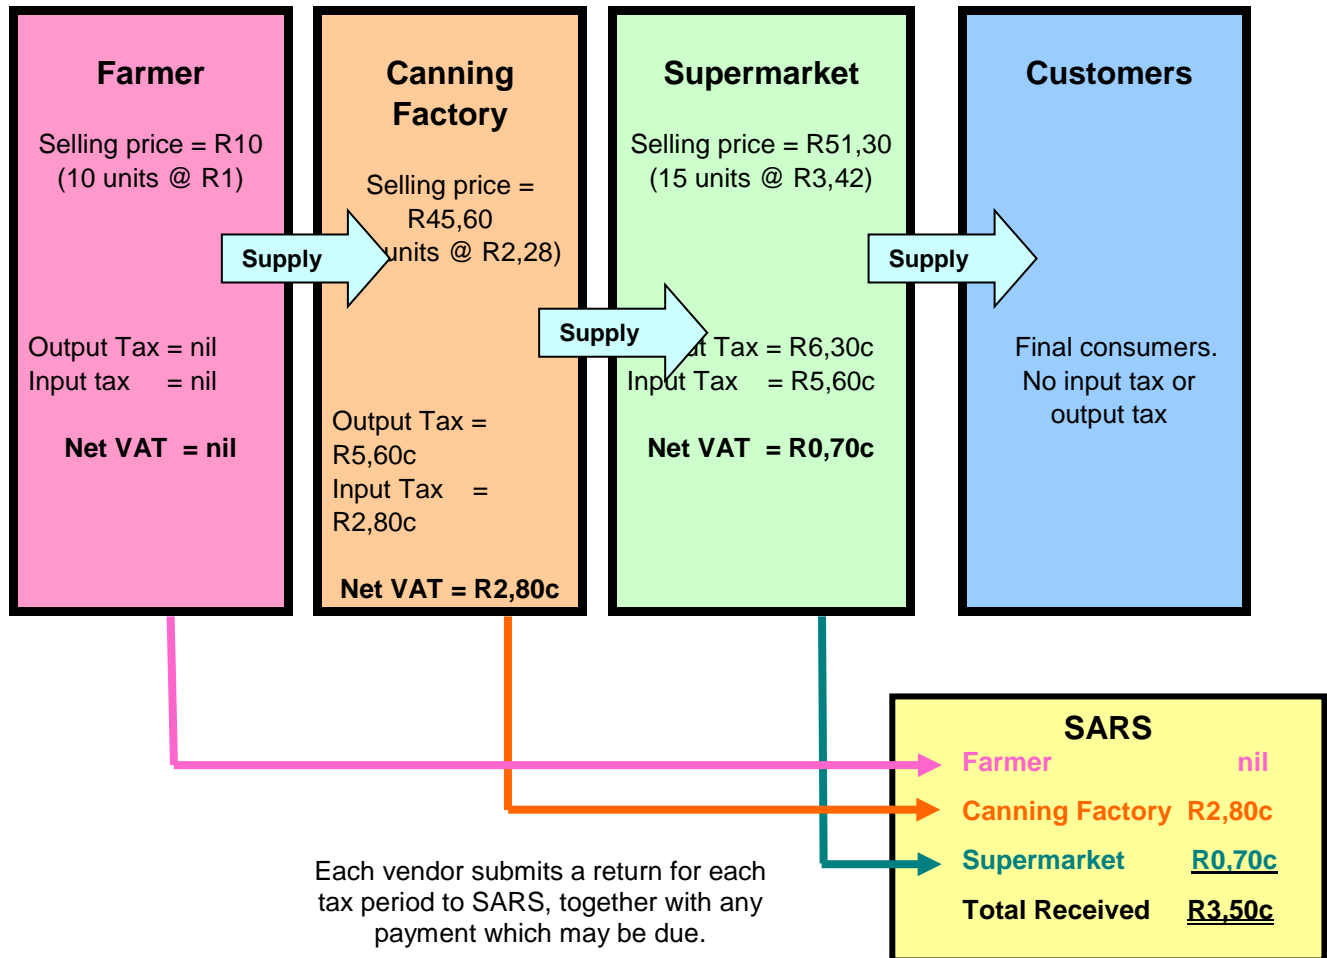 Farmer
Selling price = R10
(10 units @ R1)
Output Tax = nil
Input tax = nil
Net VAT = nil
Supply
Canning
Factory
Selling price =
R45,60
units @ R2,28)
Output Tax =
R5,60c
Input Tax =
R2,80c
Net VAT = R2,80c
Supply
Supermarket
Selling price = R51,30
(15 units @ R3,42)
Tax = R6,30c
Input Tax = R5,60c
Net VAT = R0,70c
Supply
Customers
Final consumers.
No input tax or
output tax
Each vendor submits a return for each
tax period to SARS, together with any
payment which may be due.
SARS
Farmer nil
Canning Factory R2,80c
Supermarket R0,70c
Total Received R3,50c